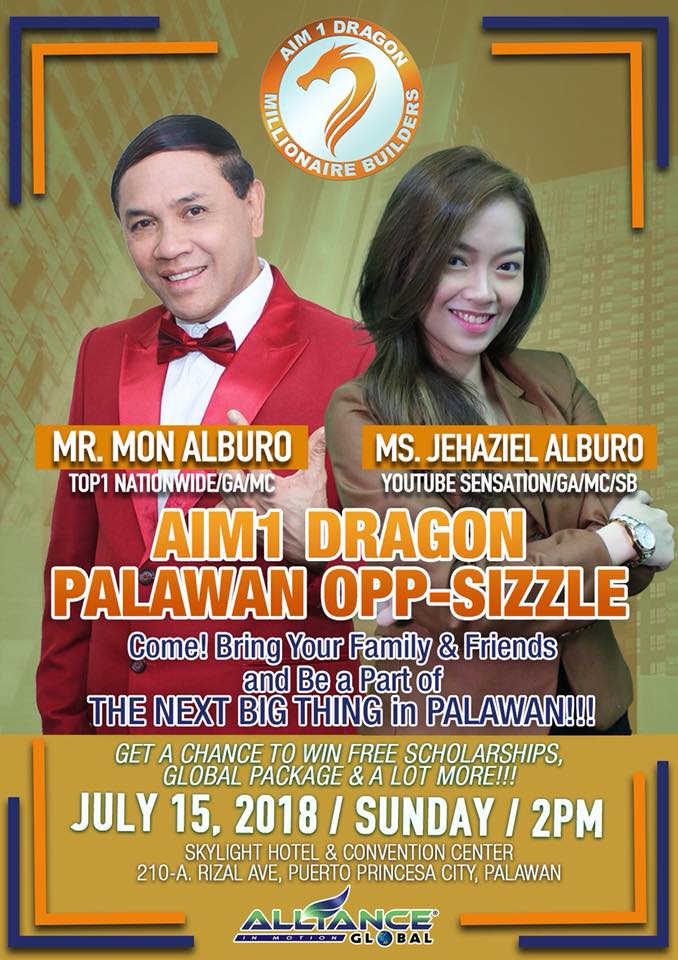 AIM 1 DRAGON
MILLIONAIRE BUILDERS
MR. MON ALBURO
TOP1 NATIONWIDE/GA/MC
MS. JEHAZIEL ALBURO
YOUTUBE SENSATION/GA/MC/SB
AIM1 DRAGON
PALAWAN OPP-SIZZLE
Come! Bring Your Family & Friends
and Be a Part of
THE NEXT BIG THING in PALAWAN!!!
GET A CHANCE TO WIN FREE SCHOLARSHIPS,
GLOBAL PACKAGE & A LOT MORE!!!
JULY 15, 2018 / SUNDAY / 2PM
SKYLIGHT HOTEL & CONVENTION CENTER
210-A. RIZAL AVE, PUERTO PRINCESA CITY, PALAWAN
ALLIANCE®
IN MOTION GLOBAL